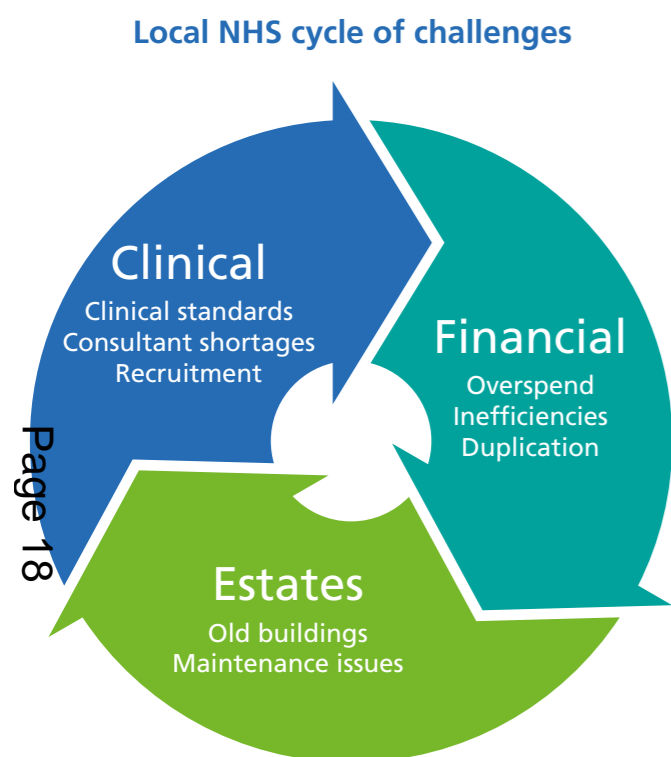 Local NHS cycle of challenges
Clinical
Clinical standards
Consultant shortages
Recruitment
Financial
Overspend
Inefficiencies
Duplication
Estates
Old buildings
Maintenance issues
Page 18